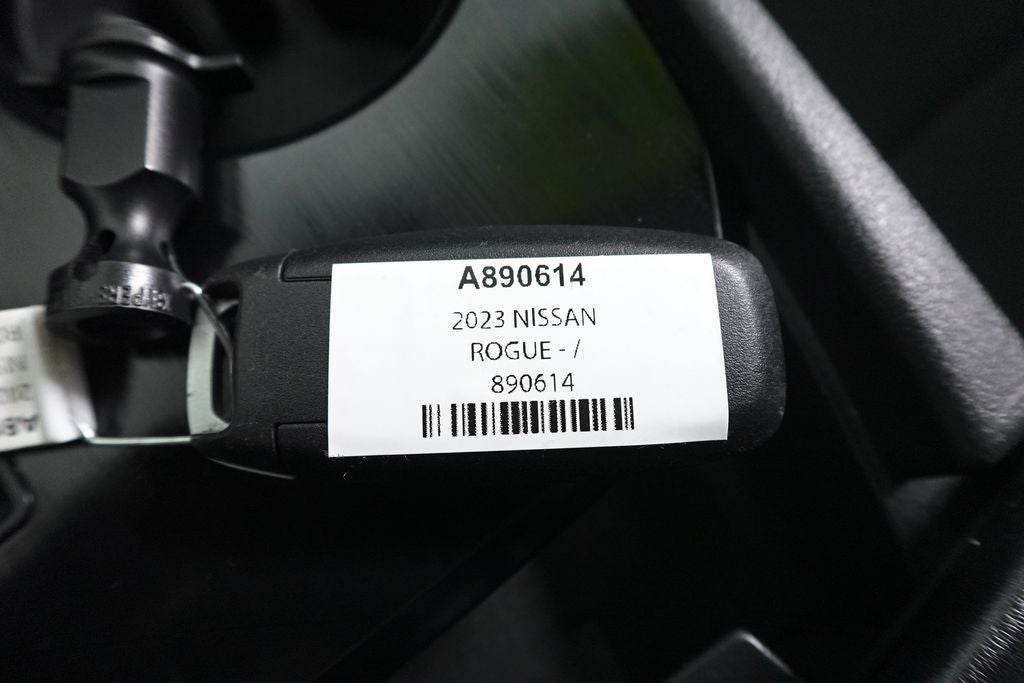 A890614
2023 NISSAN
ROGUE - /
890614